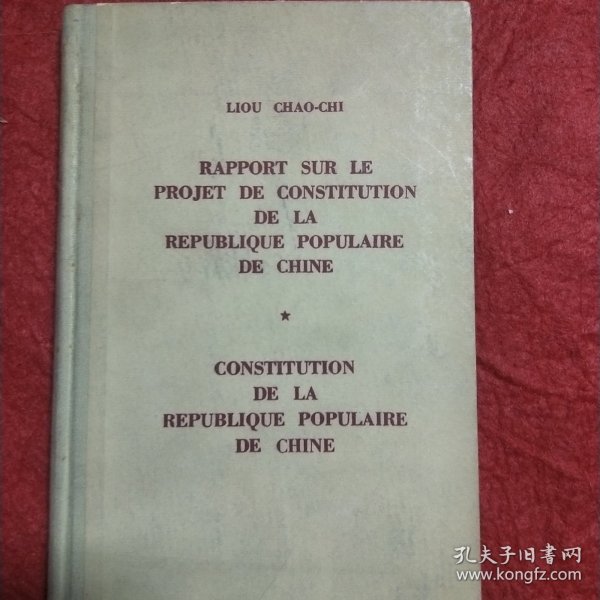 LIOU CHAO-CHI
RAPPORT SUR LE
PROJET DE CONSTITUTION
DE LA
REPUBLIQUE POPULAIRE
DE CHINE
★
CONSTITUTION
DE LA
REPUBLIQUE POPULAIRE
DE CHINE
孔夫子旧书网
www.kongfz.com